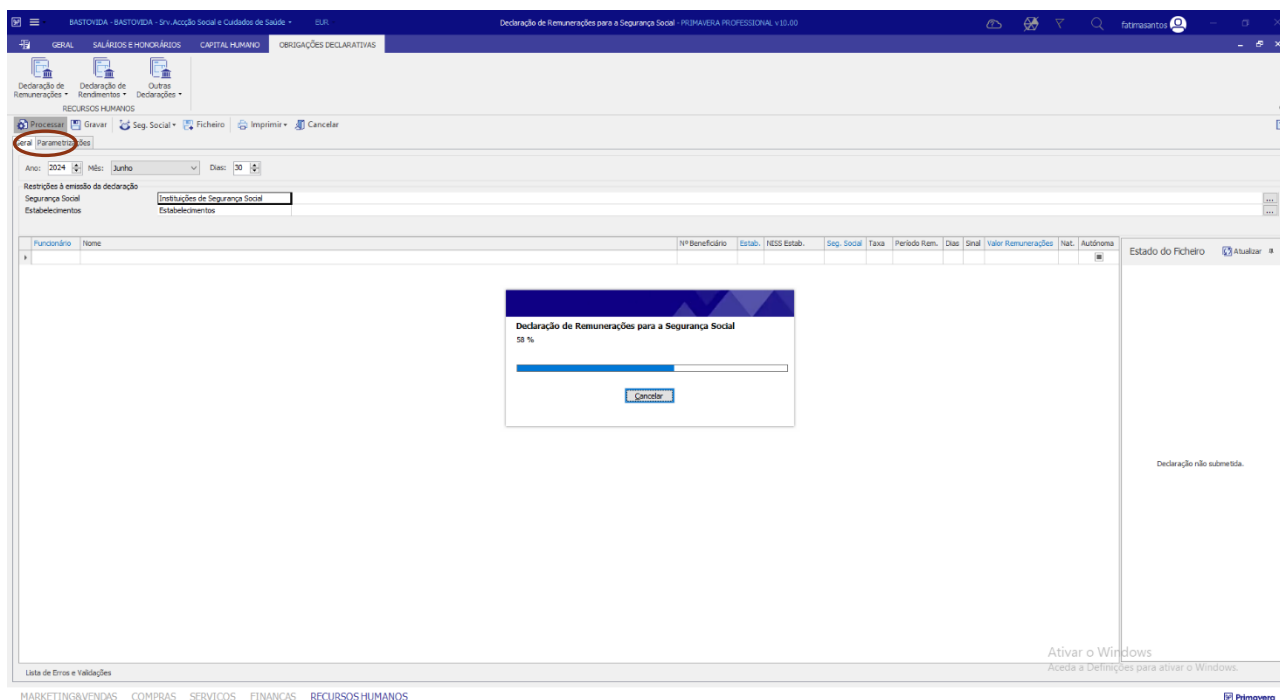 BASTOVIDA - BASTOVIDA - Srv.Accção Social e Cuidados de Saúde EUR Declaração de Remunerações para a Segurança Social - PRIMAVERA PROFESSIONAL v10.00 fatimasantos
GERAL SALÁRIOS E HONORÁRIOS CAPITAL HUMANO OBRIGAÇÕES DECLARATIVAS
Declaração de Remunerações Declaração de Rendimentos Outras Declarações
RECURSOS HUMANOS
Processar Gravar Seg. Social Ficheiro Imprimir Cancelar
Geral Parametrizações
Ano: 2024 Mês: Junho Dias: 30
Restrições à emissão da declaração
Segurança Social Instituições de Segurança Social ...
Estabelecimentos Estabelecimentos ...
Funcionário Nome Nº Beneficiário Estab. NISS Estab. Seg. Social Taxa Período Rem. Dias Sinal Valor Remunerações Nat. Autónoma
Estado do Ficheiro Atualizar
Declaração de Remunerações para a Segurança Social
58 %
Cancelar
Declaração não submetida.
Ativar o Windows
Aceda a Definições para ativar o Windows.
Lista de Erros e Validações
MARKETING&VENDAS COMPRAS SERVIÇOS FINANÇAS RECURSOS HUMANOS Primavera